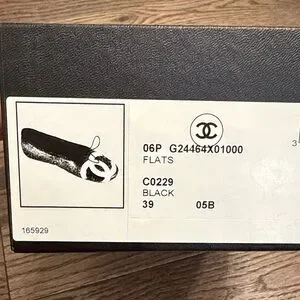 06P G24464X01000
FLATS
C0229
BLACK
39 05B
165929